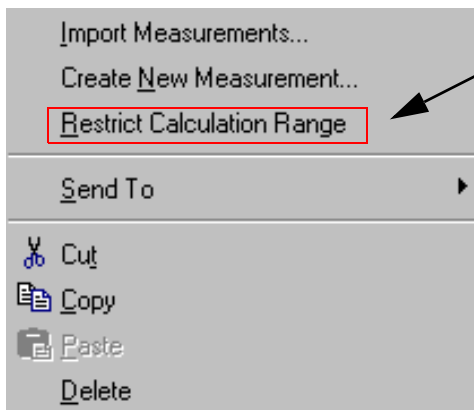 Import Measurements...
Create New Measurement...
Restrict Calculation Range
Send To
Cut
Copy
Paste
Delete